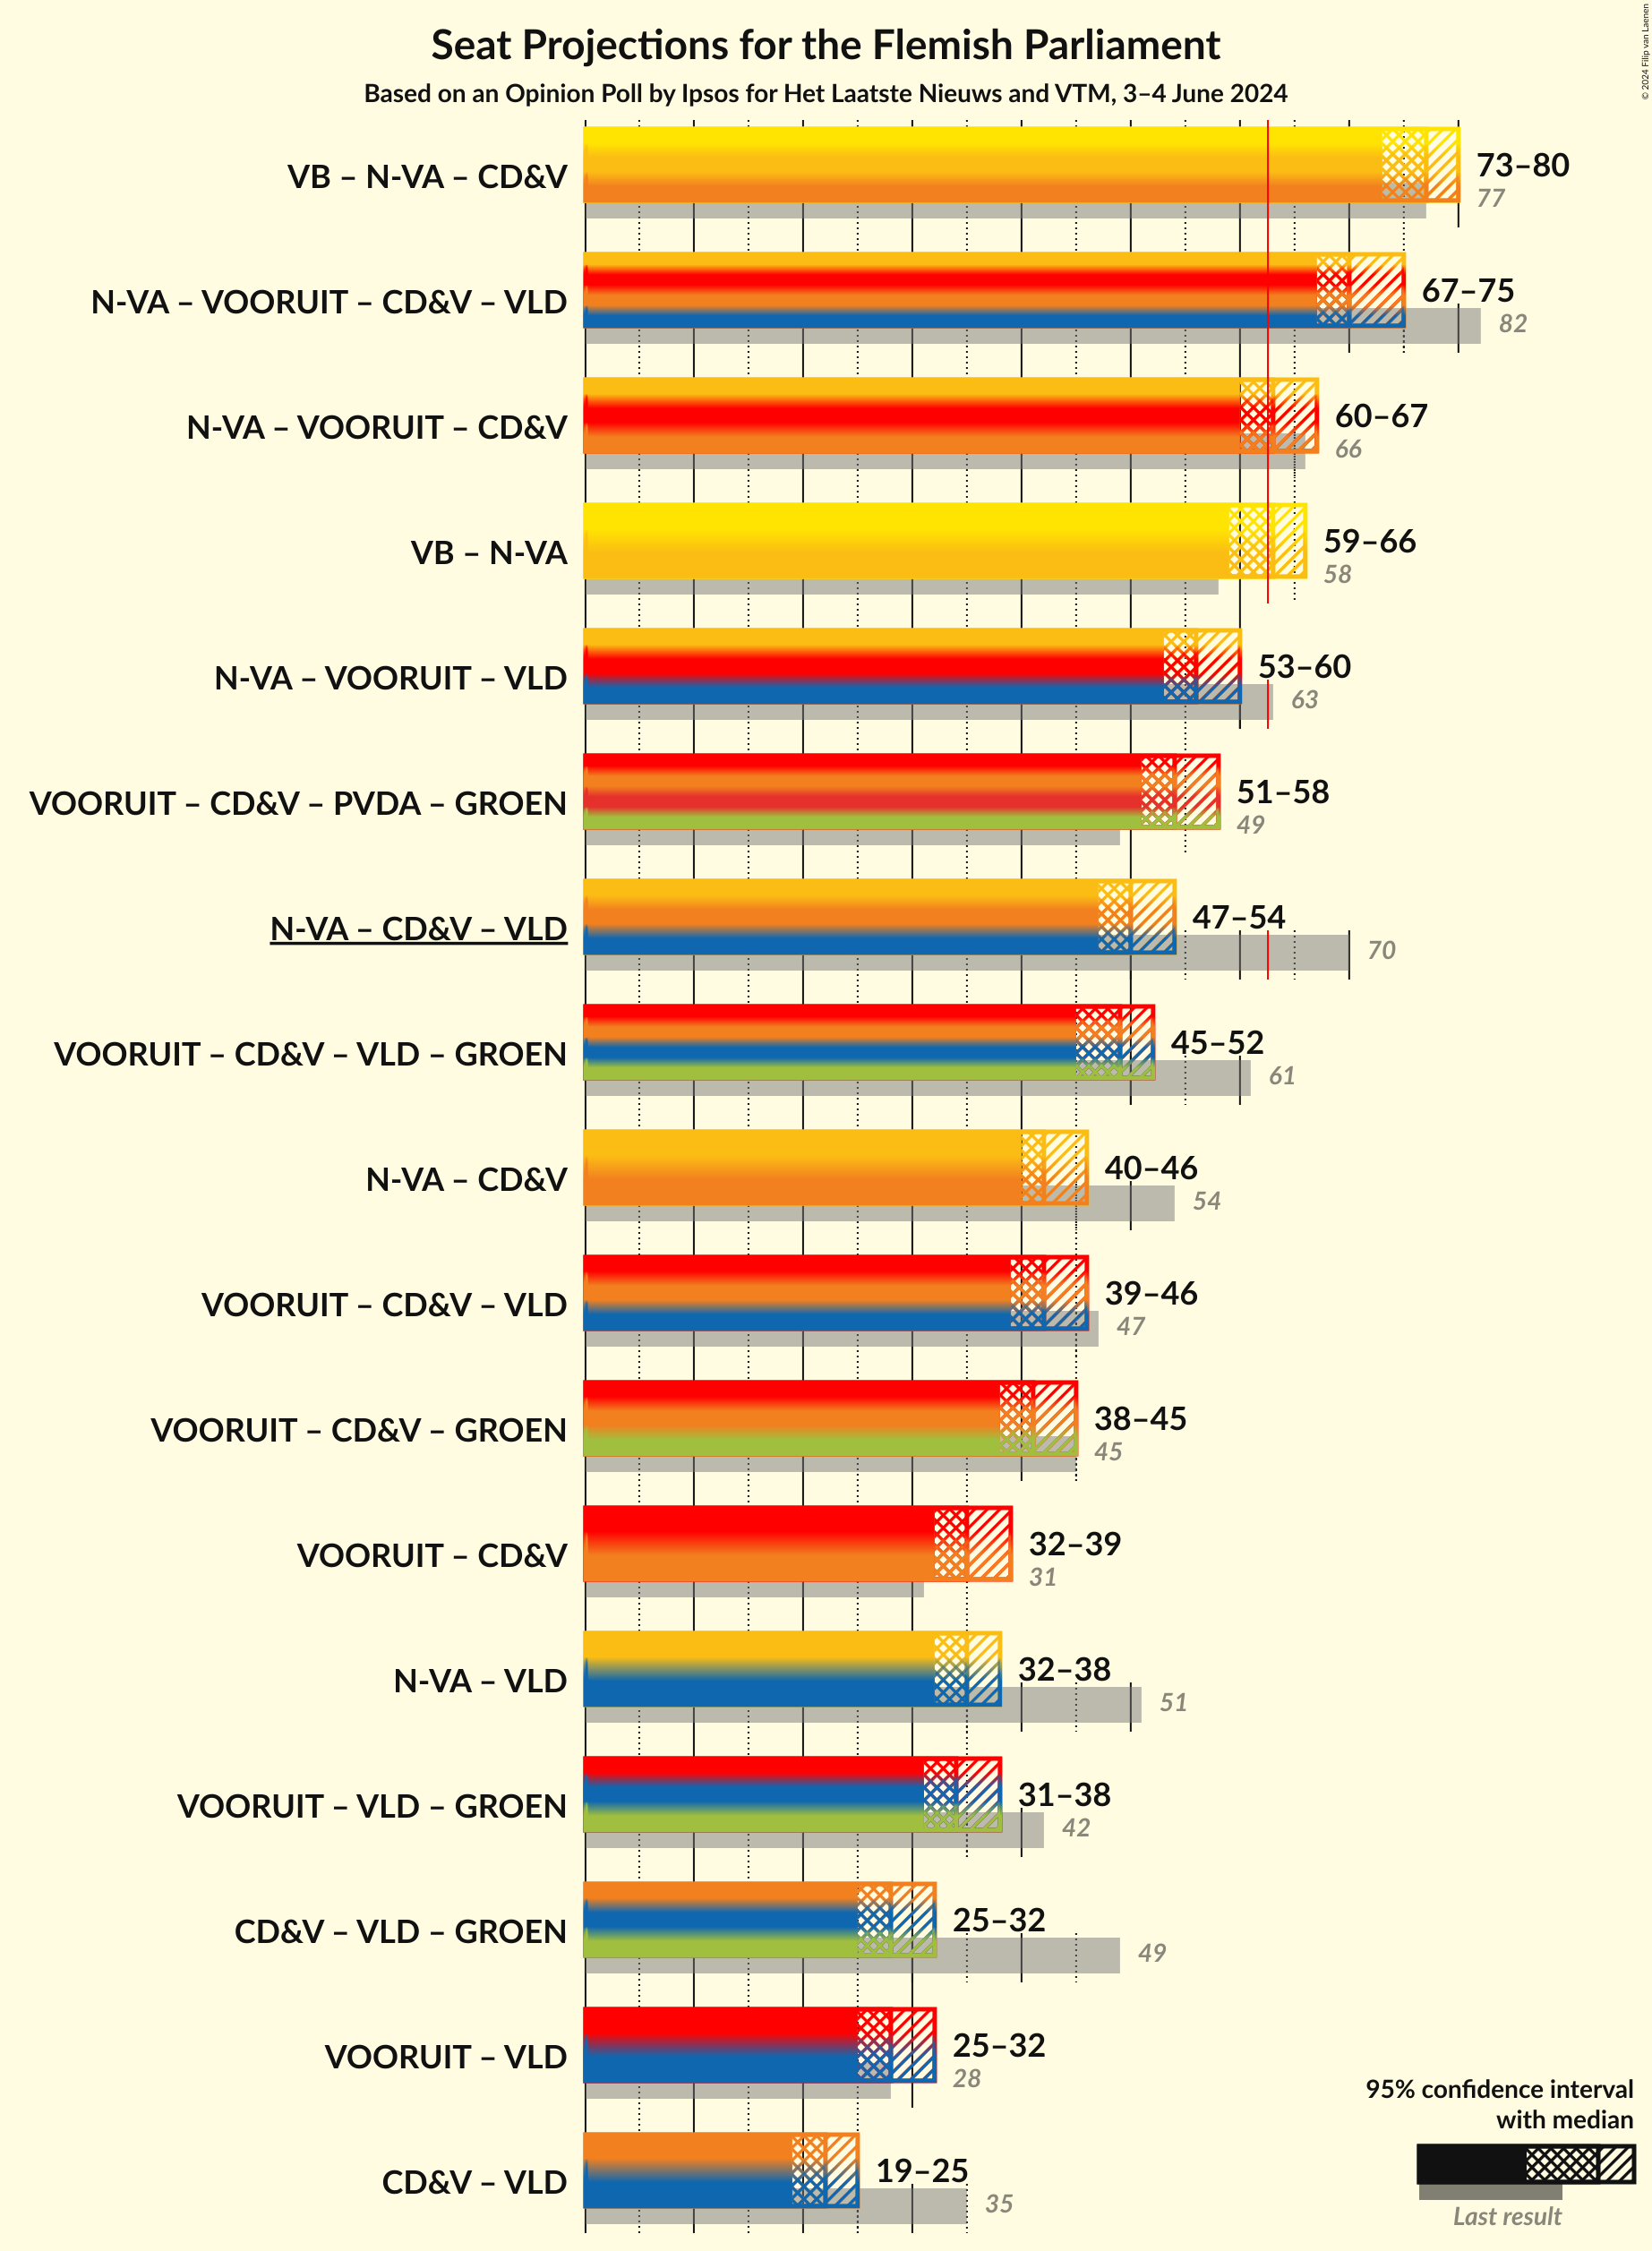 Seat Projections for the Flemish Parliament
Based on an Opinion Poll by Ipsos for Het Laatste Nieuws and VTM, 3–4 June 2024
© 2024 Filip van Laenen
VB – N-VA – CD&V
73–80
77
N-VA – VOORUIT – CD&V – VLD
67–75
82
N-VA – VOORUIT – CD&V
60–67
66
VB – N-VA
59–66
58
N-VA – VOORUIT – VLD
53–60
63
VOORUIT – CD&V – PVDA – GROEN
51–58
49
N-VA – CD&V – VLD
47–54
70
VOORUIT – CD&V – VLD – GROEN
45–52
61
N-VA – CD&V
40–46
54
VOORUIT – CD&V – VLD
39–46
47
VOORUIT – CD&V – GROEN
38–45
45
VOORUIT – CD&V
32–39
31
N-VA – VLD
32–38
51
VOORUIT – VLD – GROEN
31–38
42
CD&V – VLD – GROEN
25–32
49
VOORUIT – VLD
25–32
28
CD&V – VLD
19–25
35
95% confidence interval
with median
Last result